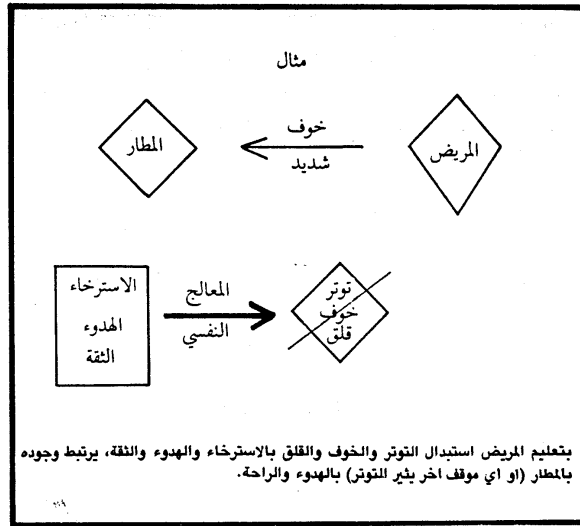 مثال
المريض
خوف
شديد
المطار
توتر
خوف
قلق
المعالج
النفسي
الاسترخاء
الهدوء
الثقة
بتعليم المريض استبدال التوتر والخوف والقلق بالاسترخاء والهدوء والثقة، يرتبط وجوده
بالمطار (او اي موقف اخر يثير للتوتر) بالهدوء والراحة.